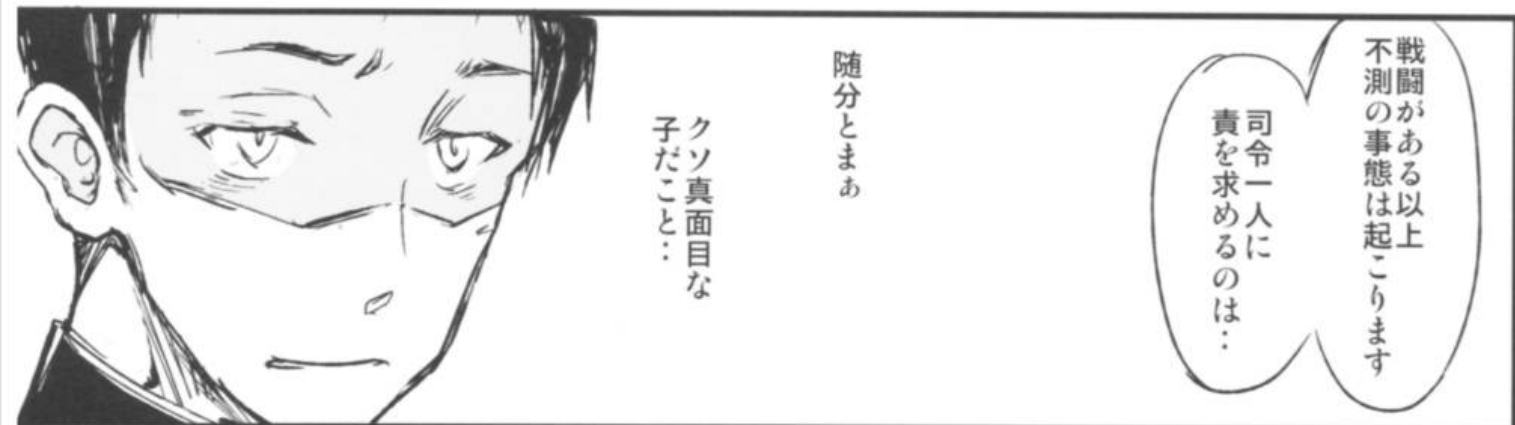 戦闘がある以上
不測の事態は起こります
司令一人に
責を求めるのは‥
随分とまぁ
クソ真面目な
子だこと‥